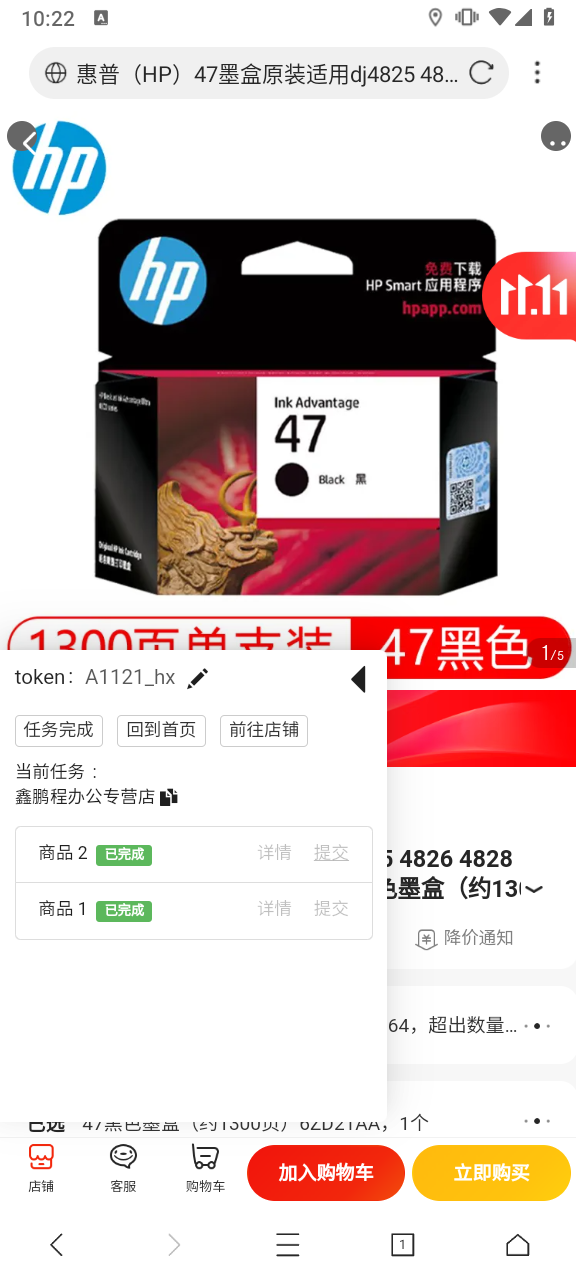 10:22
A
惠普（HP）47墨盒原装适用dj4825 48...
hp
hp
免费下载
HP Smart 应用程序
hpapp.com
11.11
Ink Advantage
47
Black 黑
1300页单支装
47黑色
1/5
token： A1121_hx
任务完成
回到首页
前往店铺
当前任务：
鑫鹏程办公专营店
商品 2 已完成 详情 提交
商品 1 已完成 详情 提交
4826 4828
色墨盒（约130
降价通知
64，超出数量...
已选 47黑色墨盒（约1300页）6ZD21AA，1个
店铺
客服
购物车
加入购物车
立即购买
1